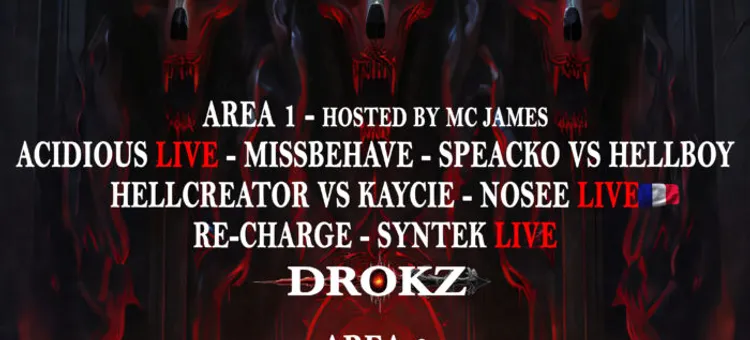 AREA 1 - HOSTED BY MC JAMES
ACIDIOUS LIVE - MISSBEHAVE - SPEACKO VS HELLBOY
HELLCREATOR VS KAYCIE - NOSEE LIVE
RE-CHARGE - SYNTEK LIVE
DROKZ
AREA